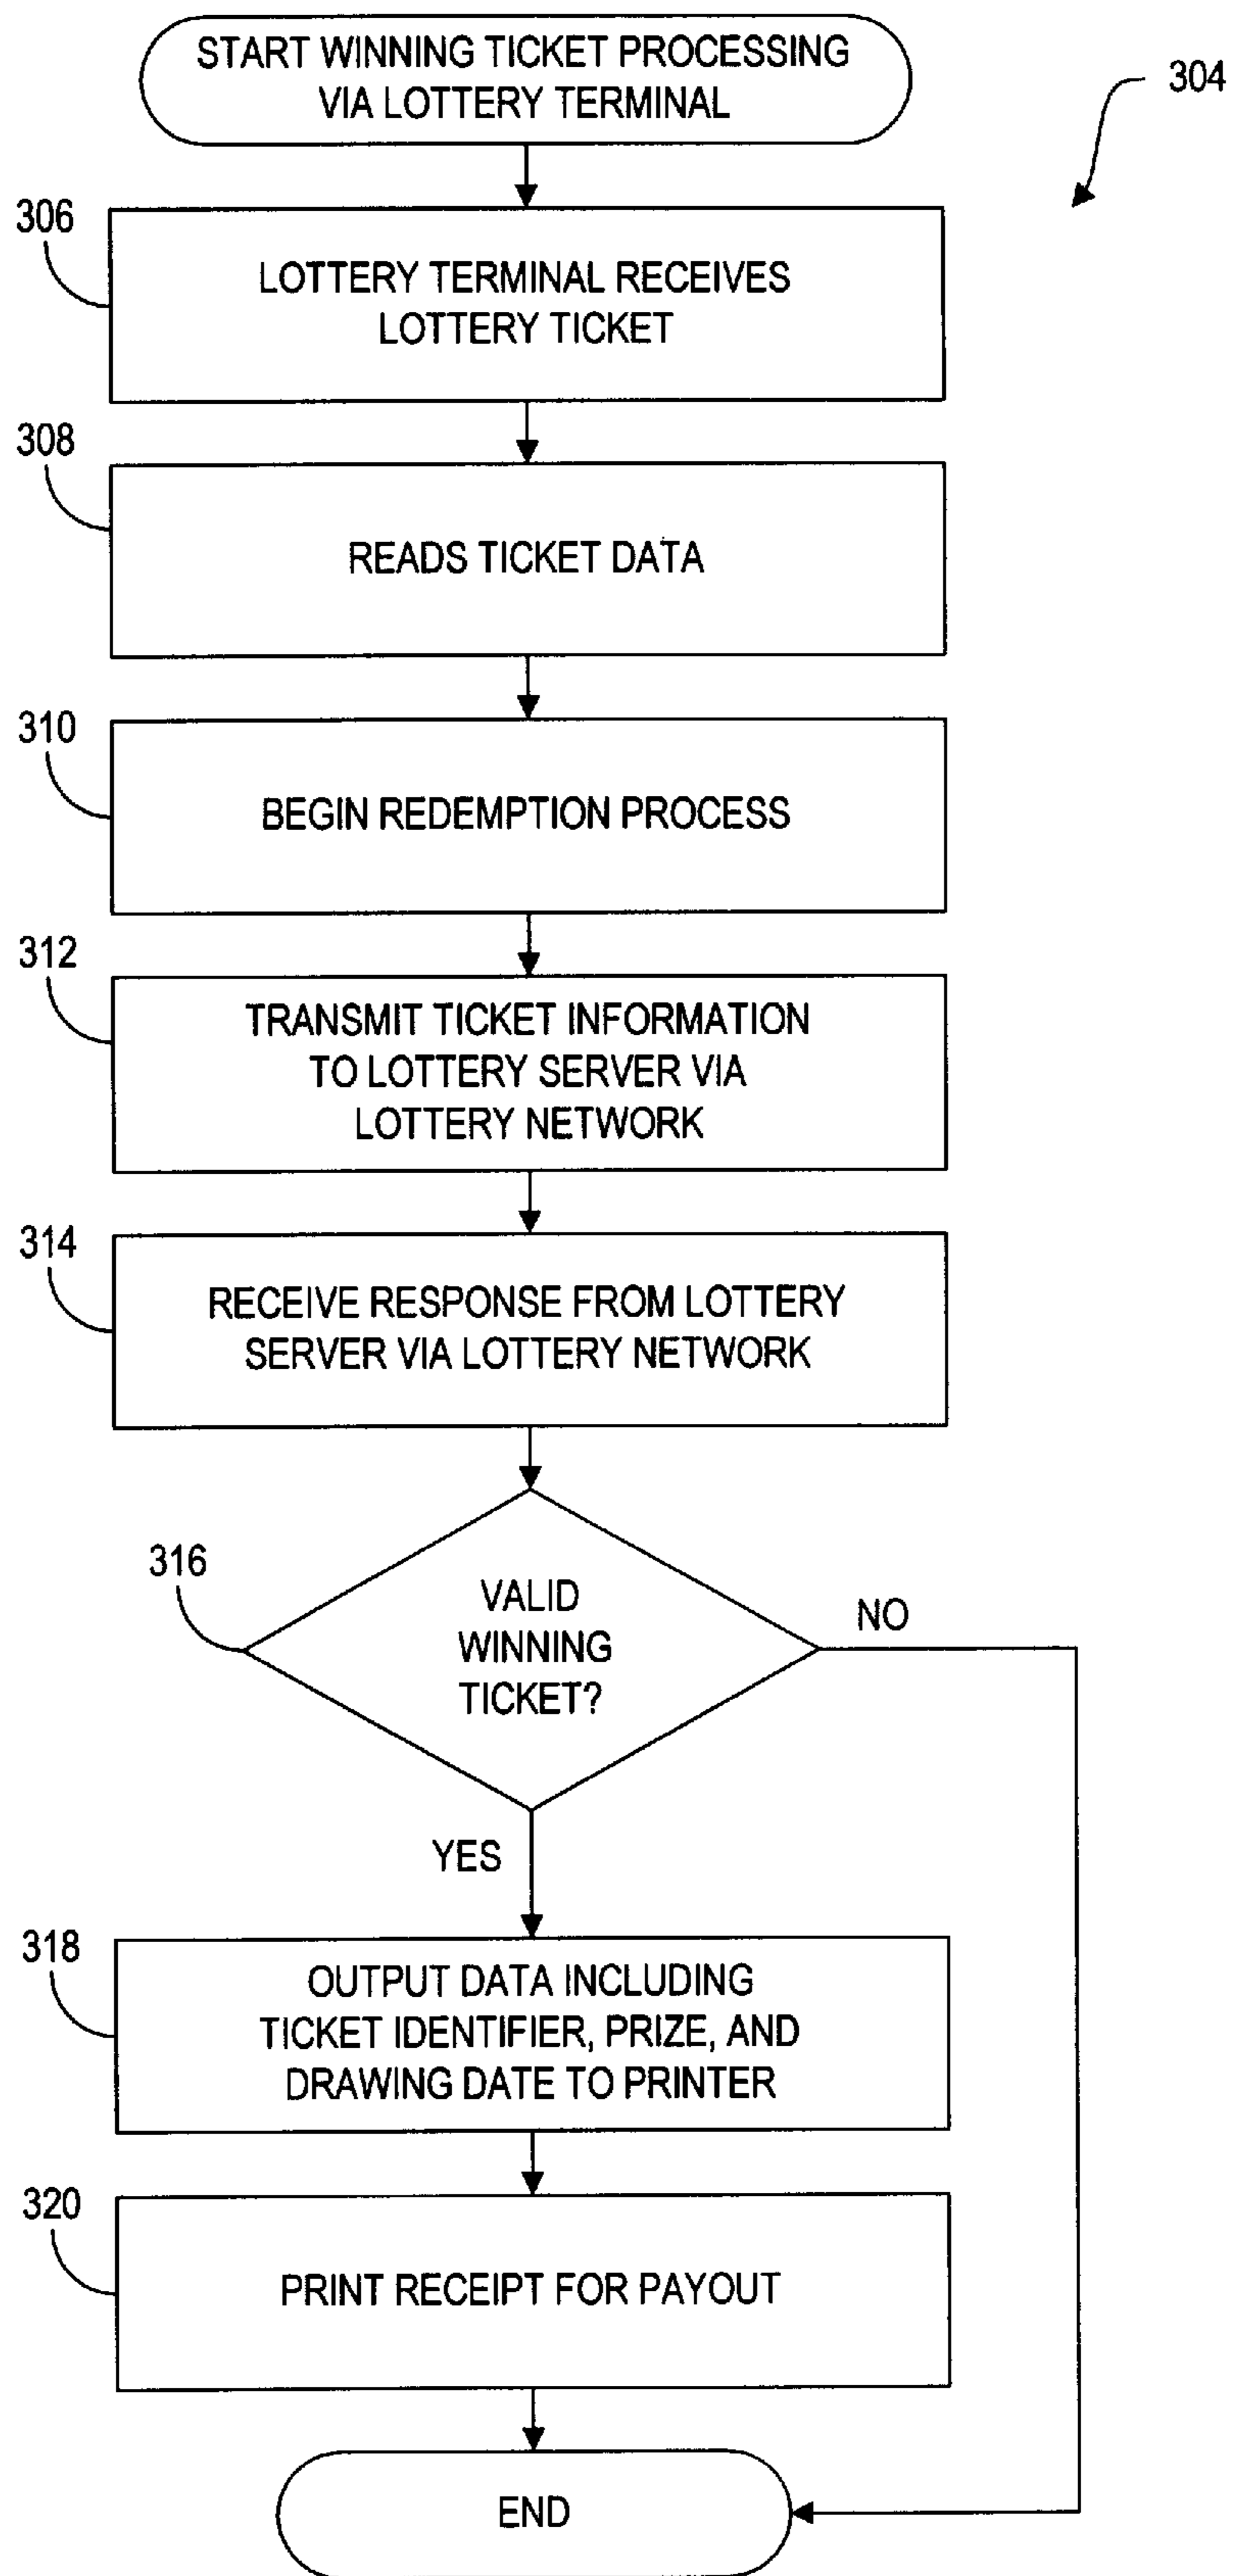 START WINNING TICKET PROCESSING
VIA LOTTERY TERMINAL
304
306
LOTTERY TERMINAL RECEIVES
LOTTERY TICKET
308
READS TICKET DATA
310
BEGIN REDEMPTION PROCESS
312
TRANSMIT TICKET INFORMATION
TO LOTTERY SERVER VIA
LOTTERY NETWORK
314
RECEIVE RESPONSE FROM LOTTERY
SERVER VIA LOTTERY NETWORK
316
VALID
WINNING
TICKET?
NO
YES
318
OUTPUT DATA INCLUDING
TICKET IDENTIFIER, PRIZE, AND
DRAWING DATE TO PRINTER
320
PRINT RECEIPT FOR PAYOUT
END